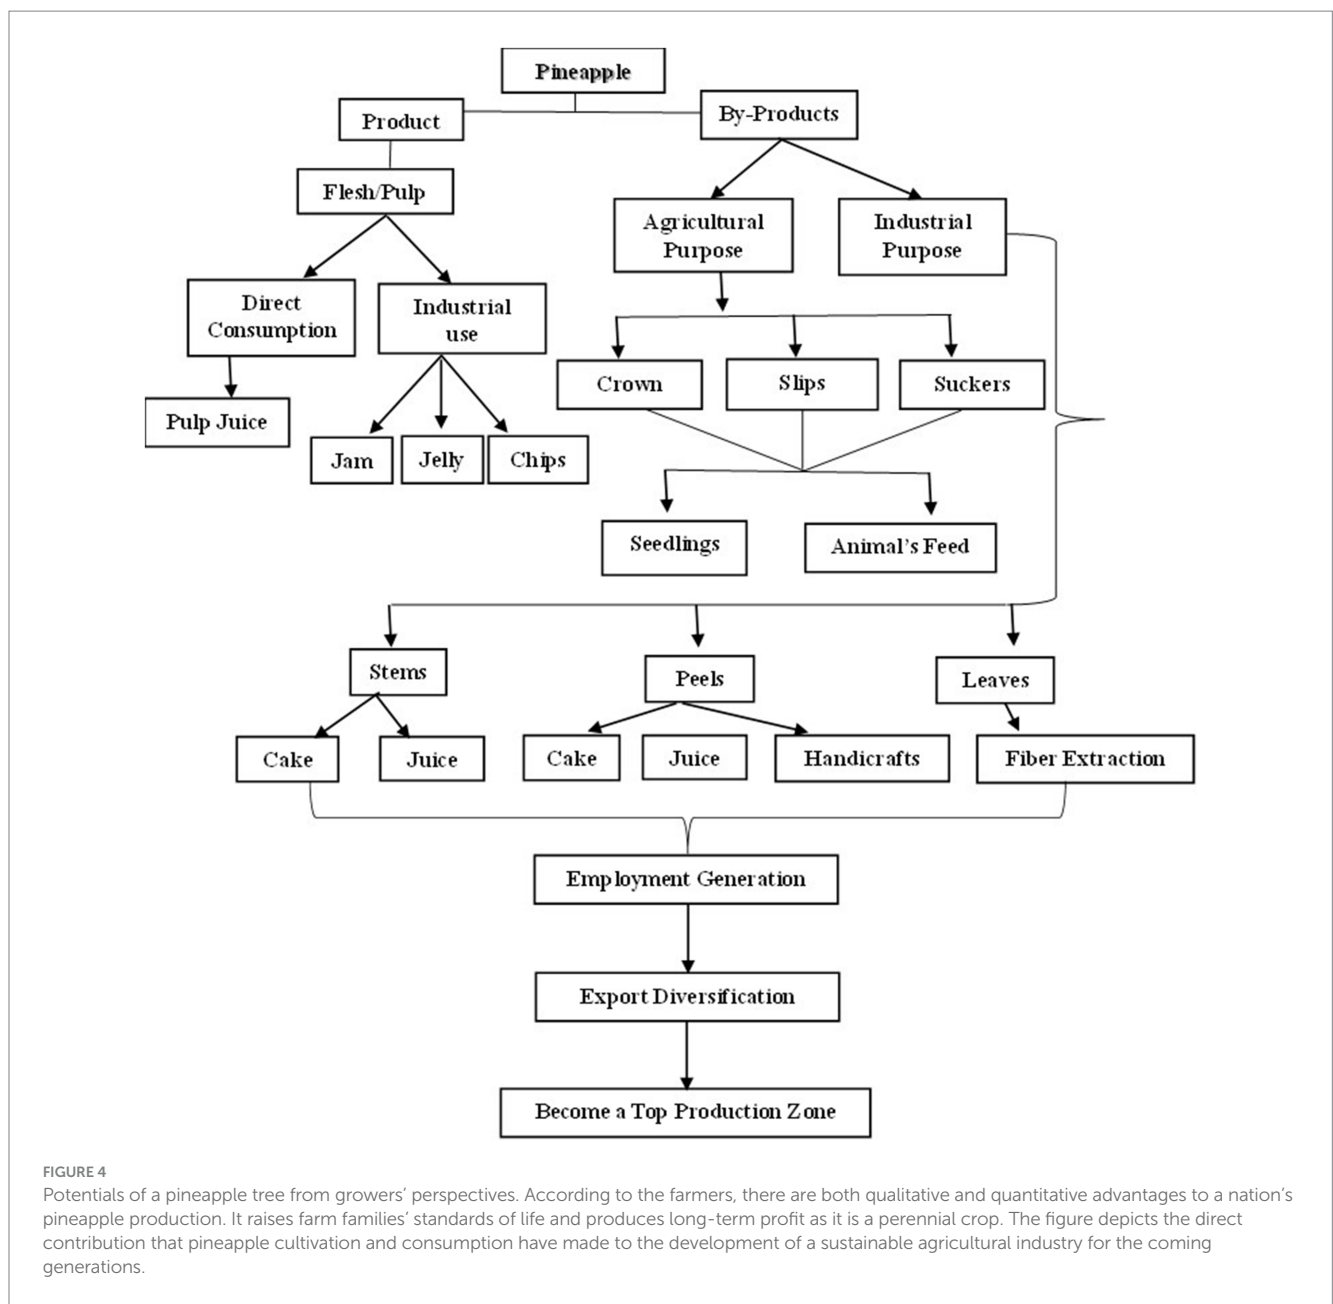 Pineapple
Product
By-Products
Flesh/Pulp
Agricultural
Purpose
Industrial
Purpose
Direct
Consumption
Industrial
use
Crown
Slips
Suckers
Pulp Juice
Jam
Jelly
Chips
Seedlings
Animal's Feed
Stems
Peels
Leaves
Cake
Juice
Cake
Juice
Handicrafts
Fiber Extraction
Employment Generation
Export Diversification
Become a Top Production Zone
FIGURE 4
Potentials of a pineapple tree from growers' perspectives. According to the farmers, there are both qualitative and quantitative advantages to a nation's
pineapple production. It raises farm families' standards of life and produces long-term profit as it is a perennial crop. The figure depicts the direct
contribution that pineapple cultivation and consumption have made to the development of a sustainable agricultural industry for the coming
generations.